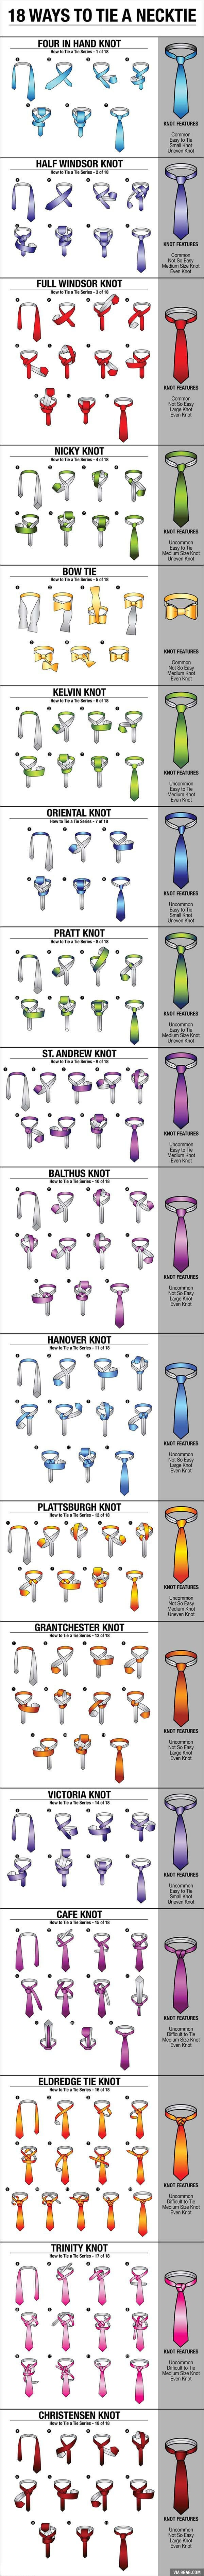 18 WAYS TO TIE A NECKTIE
FOUR IN HAND KNOT
How to Tie a Tie Series - 1 of 18
KNOT FEATURES
Common
Easy to Tie
Small Knot
Uneven Knot
HALF WINDSOR KNOT
How to Tie a Tie Series - 2 of 18
KNOT FEATURES
Common
Not So Easy
Medium Size Knot
Even Knot
FULL WINDSOR KNOT
How to Tie a Tie Series - 3 of 18
KNOT FEATURES
Common
Not So Easy
Large Knot
Even Knot
NICKY KNOT
How to Tie a Tie Series - 4 of 18
KNOT FEATURES
Uncommon
Easy to Tie
Medium Size Knot
Uneven Knot
BOW TIE
How to Tie a Tie Series - 5 of 18
KNOT FEATURES
Common
Not So Easy
Medium Knot
Even Knot
KELVIN KNOT
How to Tie a Tie Series - 6 of 18
KNOT FEATURES
Uncommon
Easy to Tie
Medium Knot
Even Knot
ORIENTAL KNOT
How to Tie a Tie Series - 7 of 18
KNOT FEATURES
Uncommon
Easy to Tie
Small Knot
Uneven Knot
PRATT KNOT
How to Tie a Tie Series - 8 of 18
KNOT FEATURES
Uncommon
Easy to Tie
Medium Size Knot
Uneven Knot
ST. ANDREW KNOT
How to Tie a Tie Series - 9 of 18
KNOT FEATURES
Uncommon
Easy to Tie
Medium Knot
Even Knot
BALTHUS KNOT
How to Tie a Tie Series - 10 of 18
KNOT FEATURES
Uncommon
Not So Easy
Large Knot
Even Knot
HANOVER KNOT
How to Tie a Tie Series - 11 of 18
KNOT FEATURES
Uncommon
Not So Easy
Large Knot
Even Knot
PLATTSBURGH KNOT
How to Tie a Tie Series - 12 of 18
KNOT FEATURES
Uncommon
Not So Easy
Medium Knot
Uneven Knot
GRANTCHESTER KNOT
How to Tie a Tie Series - 13 of 18
KNOT FEATURES
Uncommon
Not So Easy
Large Knot
Even Knot
VICTORIA KNOT
How to Tie a Tie Series - 14 of 18
KNOT FEATURES
Uncommon
Easy to Tie
Small Knot
Uneven Knot
CAFE KNOT
How to Tie a Tie Series - 15 of 18
KNOT FEATURES
Uncommon
Difficult to Tie
Medium Size Knot
Even Knot
ELDREDGE TIE KNOT
How to Tie a Tie Series - 16 of 18
KNOT FEATURES
Uncommon
Difficult to Tie
Medium Size Knot
Even Knot
TRINITY KNOT
How to Tie a Tie Series - 17 of 18
KNOT FEATURES
Uncommon
Difficult to Tie
Medium Size Knot
Even Knot
CHRISTENSEN KNOT
How to Tie a Tie Series - 18 of 18
KNOT FEATURES
Uncommon
Not So Easy
Large Knot
Even Knot
VIA 9GAG.COM